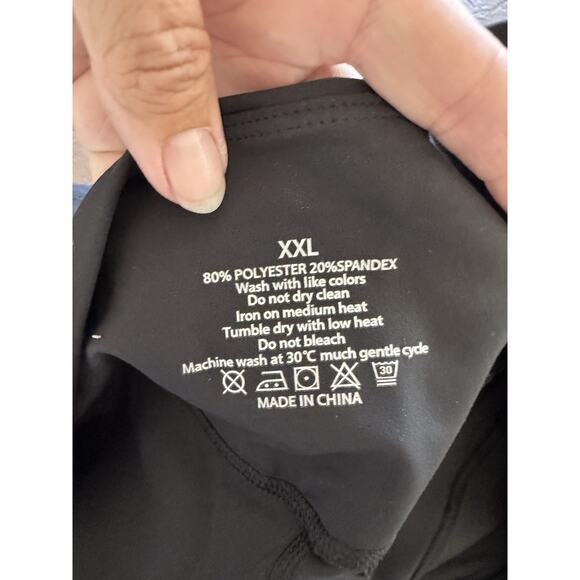 XXL
80% POLYESTER 20%SPANDEX
Wash with like colors
Do not dry clean
Iron on medium heat
Tumble dry with low heat
Do not bleach
Machine wash at 30°C much gentle cycle
30
MADE IN CHINA